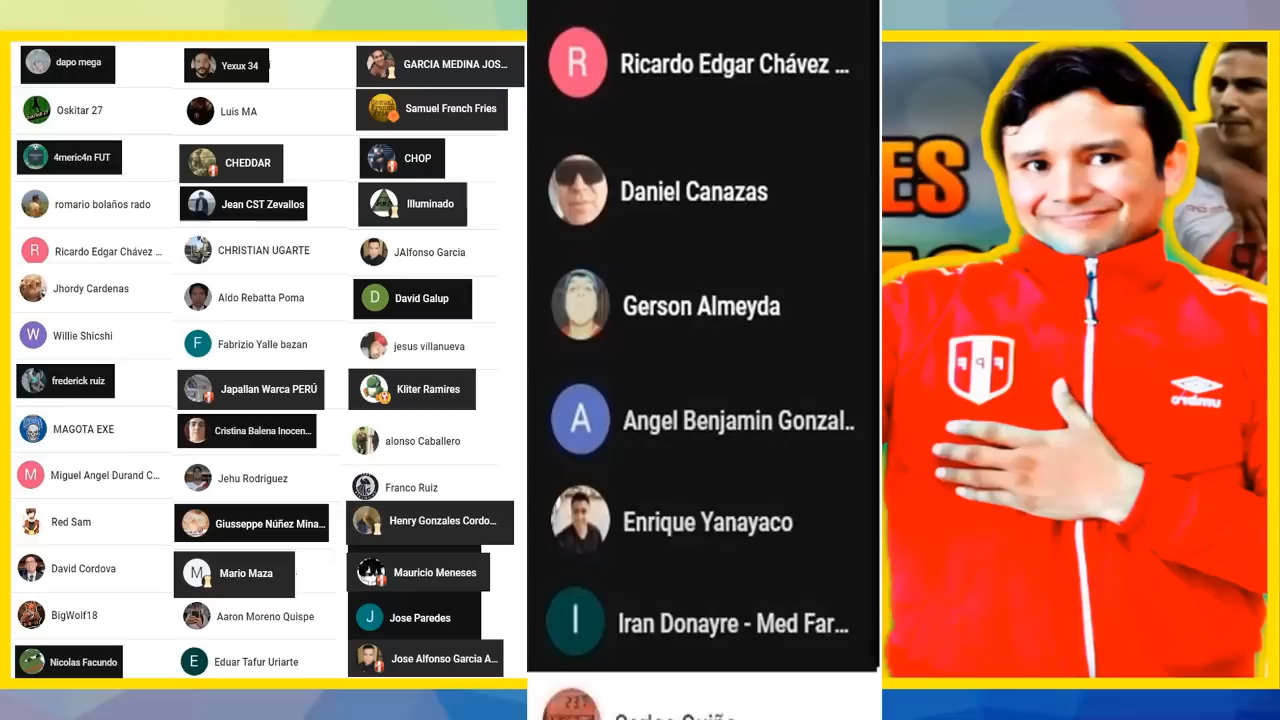 dapo mega
Oskitar 27
4meric4n FUT
romario bolaños rado
Ricardo Edgar Chávez ...
Jhordy Cardenas
W
Willie Shicshi
frederick ruiz
MAGOTA EXE
M
Miguel Angel Durand C...
Red Sam
David Cordova
BigWolf18
Nicolas Facundo
Yexux 34
Luis MA
CHEDDAR
Jean CST Zevallos
CHRISTIAN UGARTE
Aldo Rebatta Poma
F
Fabrizio Yalle bazan
Japallan Warca PERÚ
Cristina Balena Inocen...
Jehu Rodriguez
Giusseppe Núñez Mina...
M
Mario Maza
Aaron Moreno Quispe
E
Eduar Tafur Uriarte
GARCIA MEDINA JOS...
Samuel French Fries
CHOP
Illuminado
JAlfonso Garcia
D
David Galup
jesus villanueva
Kliter Ramires
alonso Caballero
Franco Ruiz
Henry Gonzales Cordo...
Mauricio Meneses
J
Jose Paredes
Jose Alfonso Garcia A...
R
Ricardo Edgar Chávez ...
Daniel Canazas
Gerson Almeyda
A
Angel Benjamin Gonzal..
Enrique Yanayaco
I
Iran Donayre - Med Far...
ES